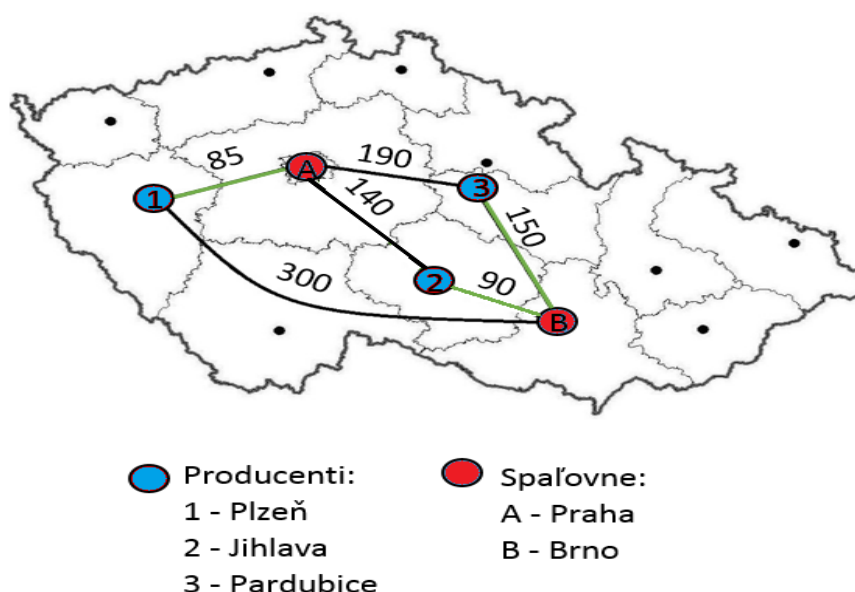 85
A
190
1
140
3
150
300
2
90
B
Producenti:
1 - Plzeň
2 - Jihlava
3 - Pardubice
Spaľovne:
A - Praha
B - Brno